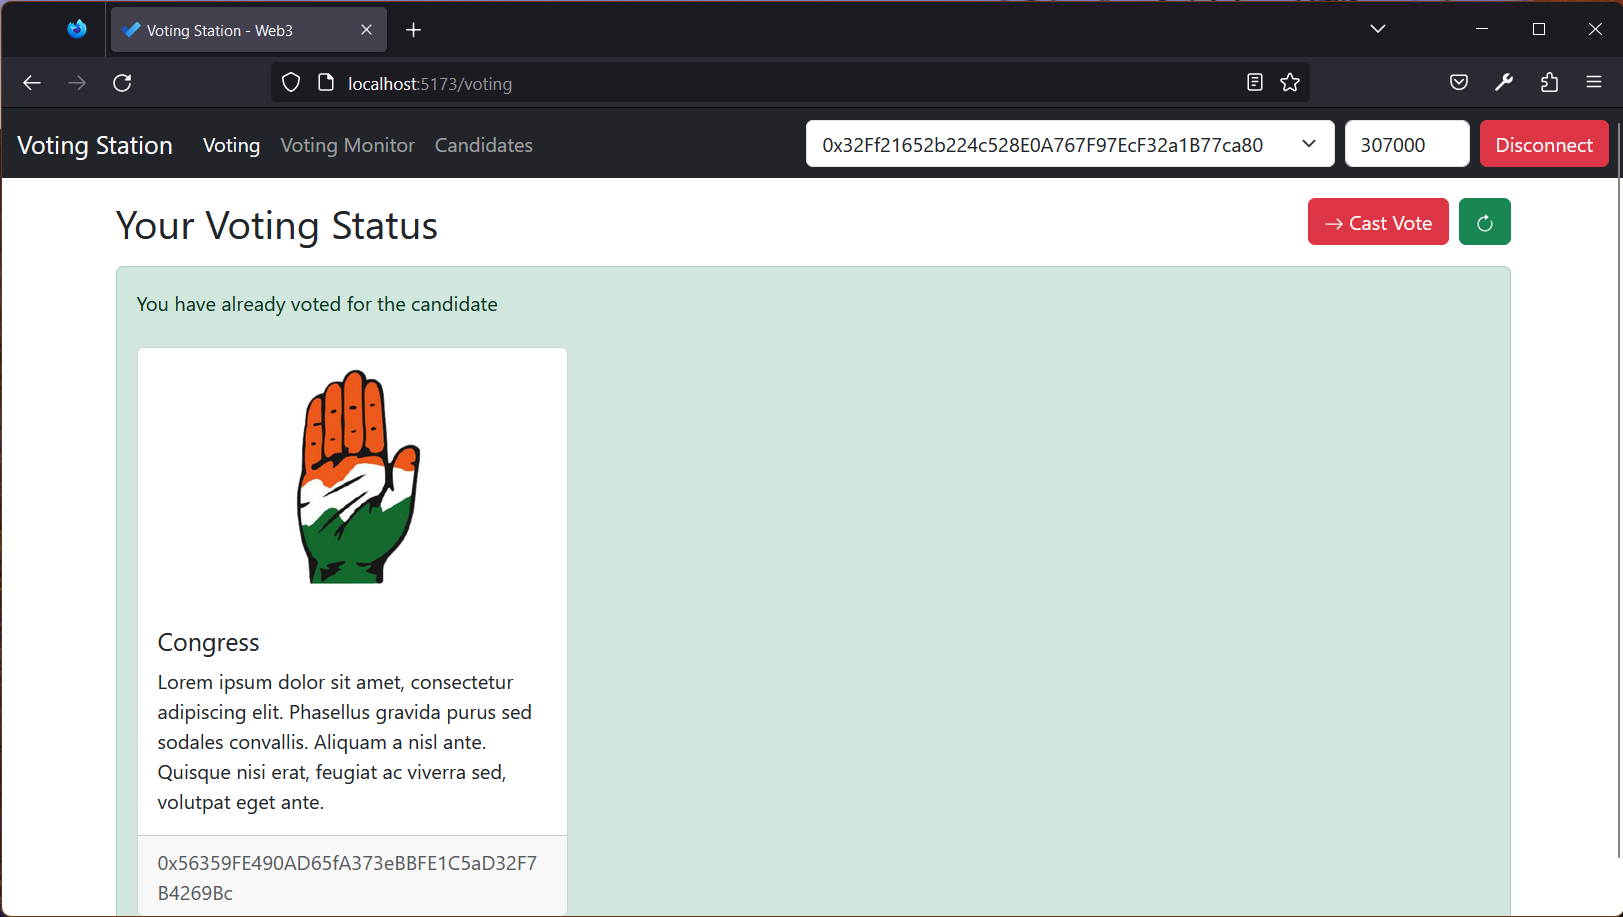 Voting Station - Web3
localhost:5173/voting
Voting Station
Voting
Voting Monitor
Candidates
0x32Ff21652b224c528E0A767F97EcF32a1B77ca80
307000
Disconnect
Your Voting Status
→ Cast Vote
You have already voted for the candidate
Congress
Lorem ipsum dolor sit amet, consectetur
adipiscing elit. Phasellus gravida purus sed
sodales convallis. Aliquam a nisl ante.
Quisque nisi erat, feugiat ac viverra sed,
volutpat eget ante.
0x56359FE490AD65fA373eBBFE1C5aD32F7
B4269Bc